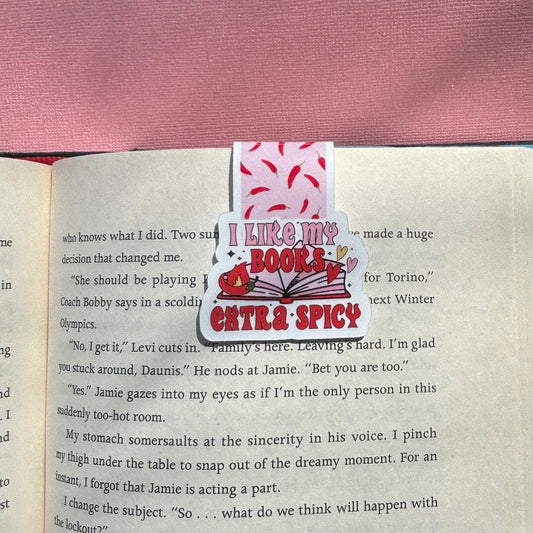 I LIKE MY
BOOKS
EXTRA SPICY
me
in
ng
nd
. I
nd
to
st
who knows what I did. Two made a huge
decision that changed me.
"She should be playing for Torino,"
Coach Bobby says in a next Winter
Olympics.
"No, I get it," Levi cuts in. "Family's here. Leaving's hard. I'm glad
you stuck around, Daunis." He nods at Jamie. "Bet you are too."
"Yes." Jamie gazes into my eyes as if I'm the only person in this
suddenly too-hot room.
My stomach somersaults at the sincerity in his voice. I pinch
my thigh under the table to snap out of the dreamy moment. For an
instant, I forgot that Jamie is acting a part.
I change the subject. "So . . . what do we think will happen with
the lockout?"